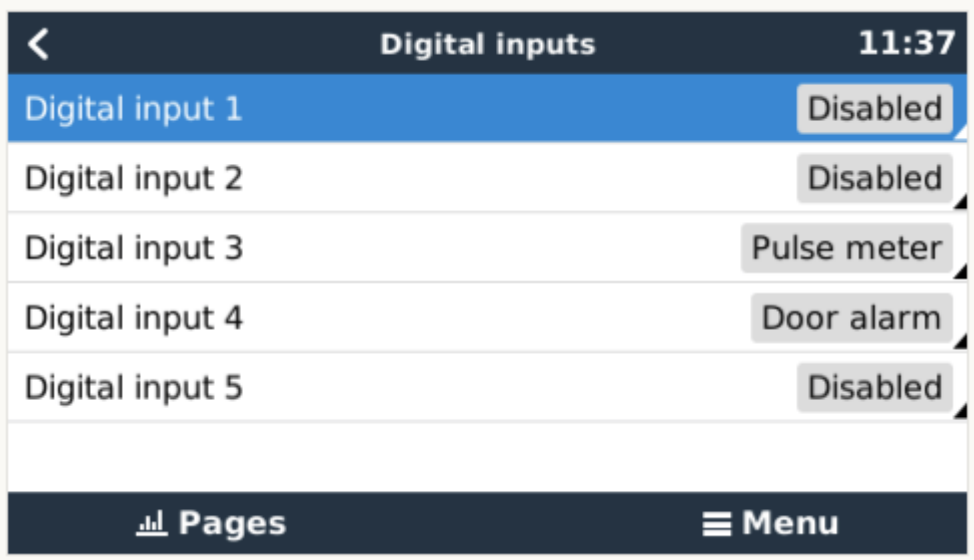 Digital inputs 11:37
Digital input 1 Disabled
Digital input 2 Disabled
Digital input 3 Pulse meter
Digital input 4 Door alarm
Digital input 5 Disabled
Pages Menu